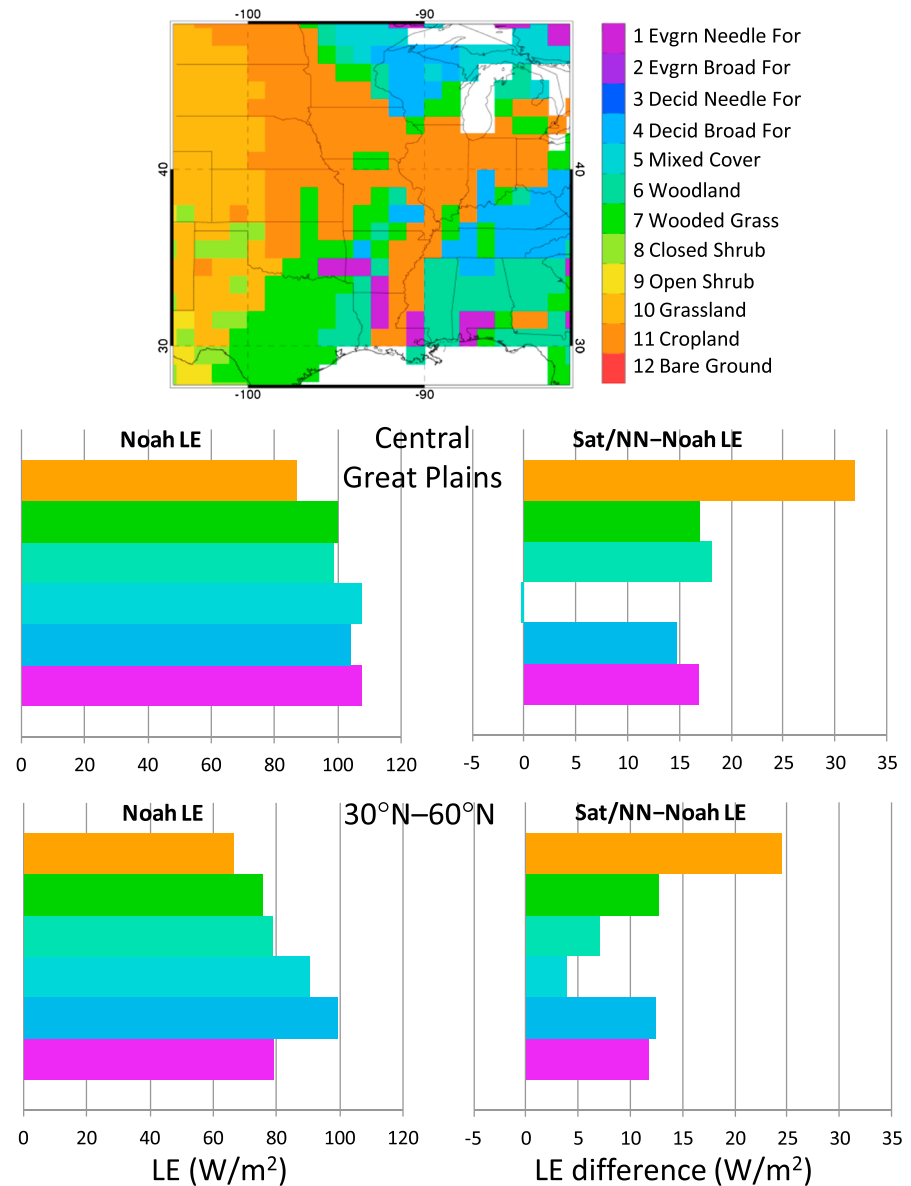 -100 -90
1 Evgrn Needle For
2 Evgrn Broad For
3 Decid Needle For
4 Decid Broad For
5 Mixed Cover
6 Woodland
7 Wooded Grass
8 Closed Shrub
9 Open Shrub
10 Grassland
11 Cropland
12 Bare Ground
40 40
30 30
-100 -90
Noah LE
Central
Great Plains
Sat/NN–Noah LE
0 20 40 60 80 100 120
-5 0 5 10 15 20 25 30 35
Noah LE
30°N–60°N
Sat/NN–Noah LE
0 20 40 60 80 100 120
-5 0 5 10 15 20 25 30 35
LE (W/m²)
LE difference (W/m²)